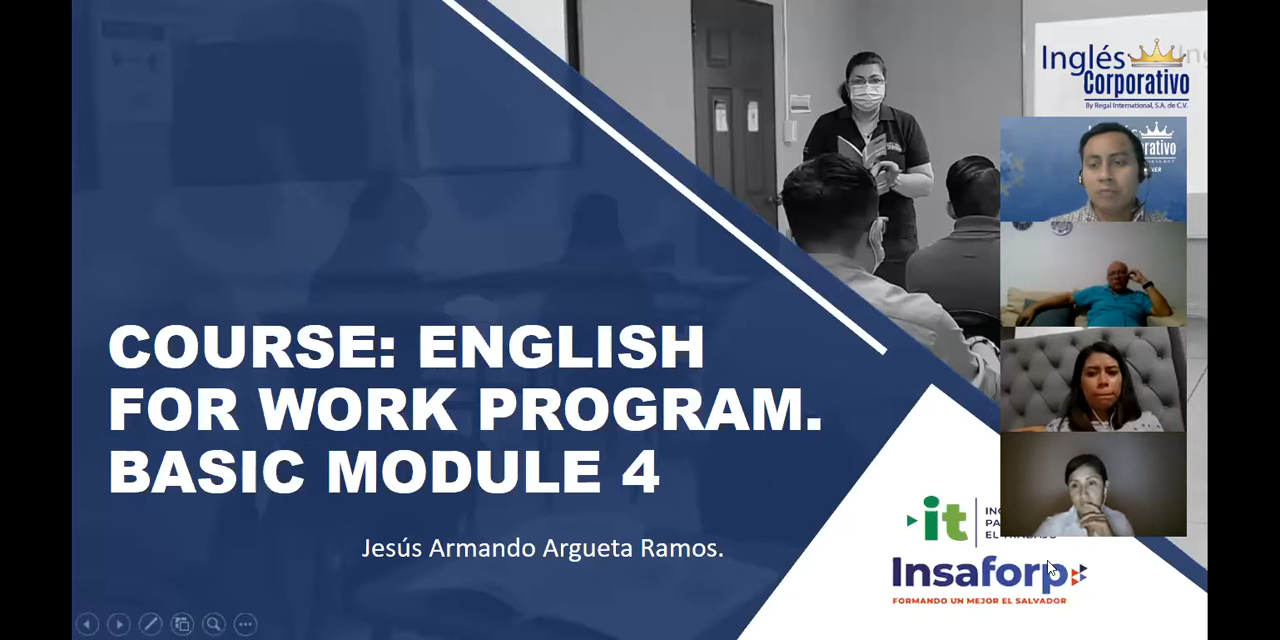 Inglés
Corporativo
By Regal International, S.A. de C.V.
COURSE: ENGLISH
FOR WORK PROGRAM.
BASIC MODULE 4
Jesús Armando Argueta Ramos.
it
Insaforp
FORMANDO UN MEJOR EL SALVADOR